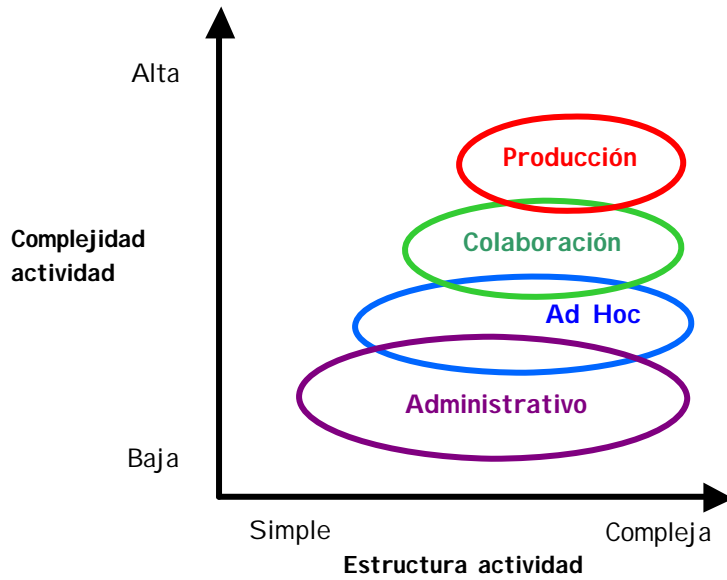 Alta
Producción
Complejidad
actividad
Colaboración
Ad Hoc
Administrativo
Baja
Simple
Compleja
Estructura actividad